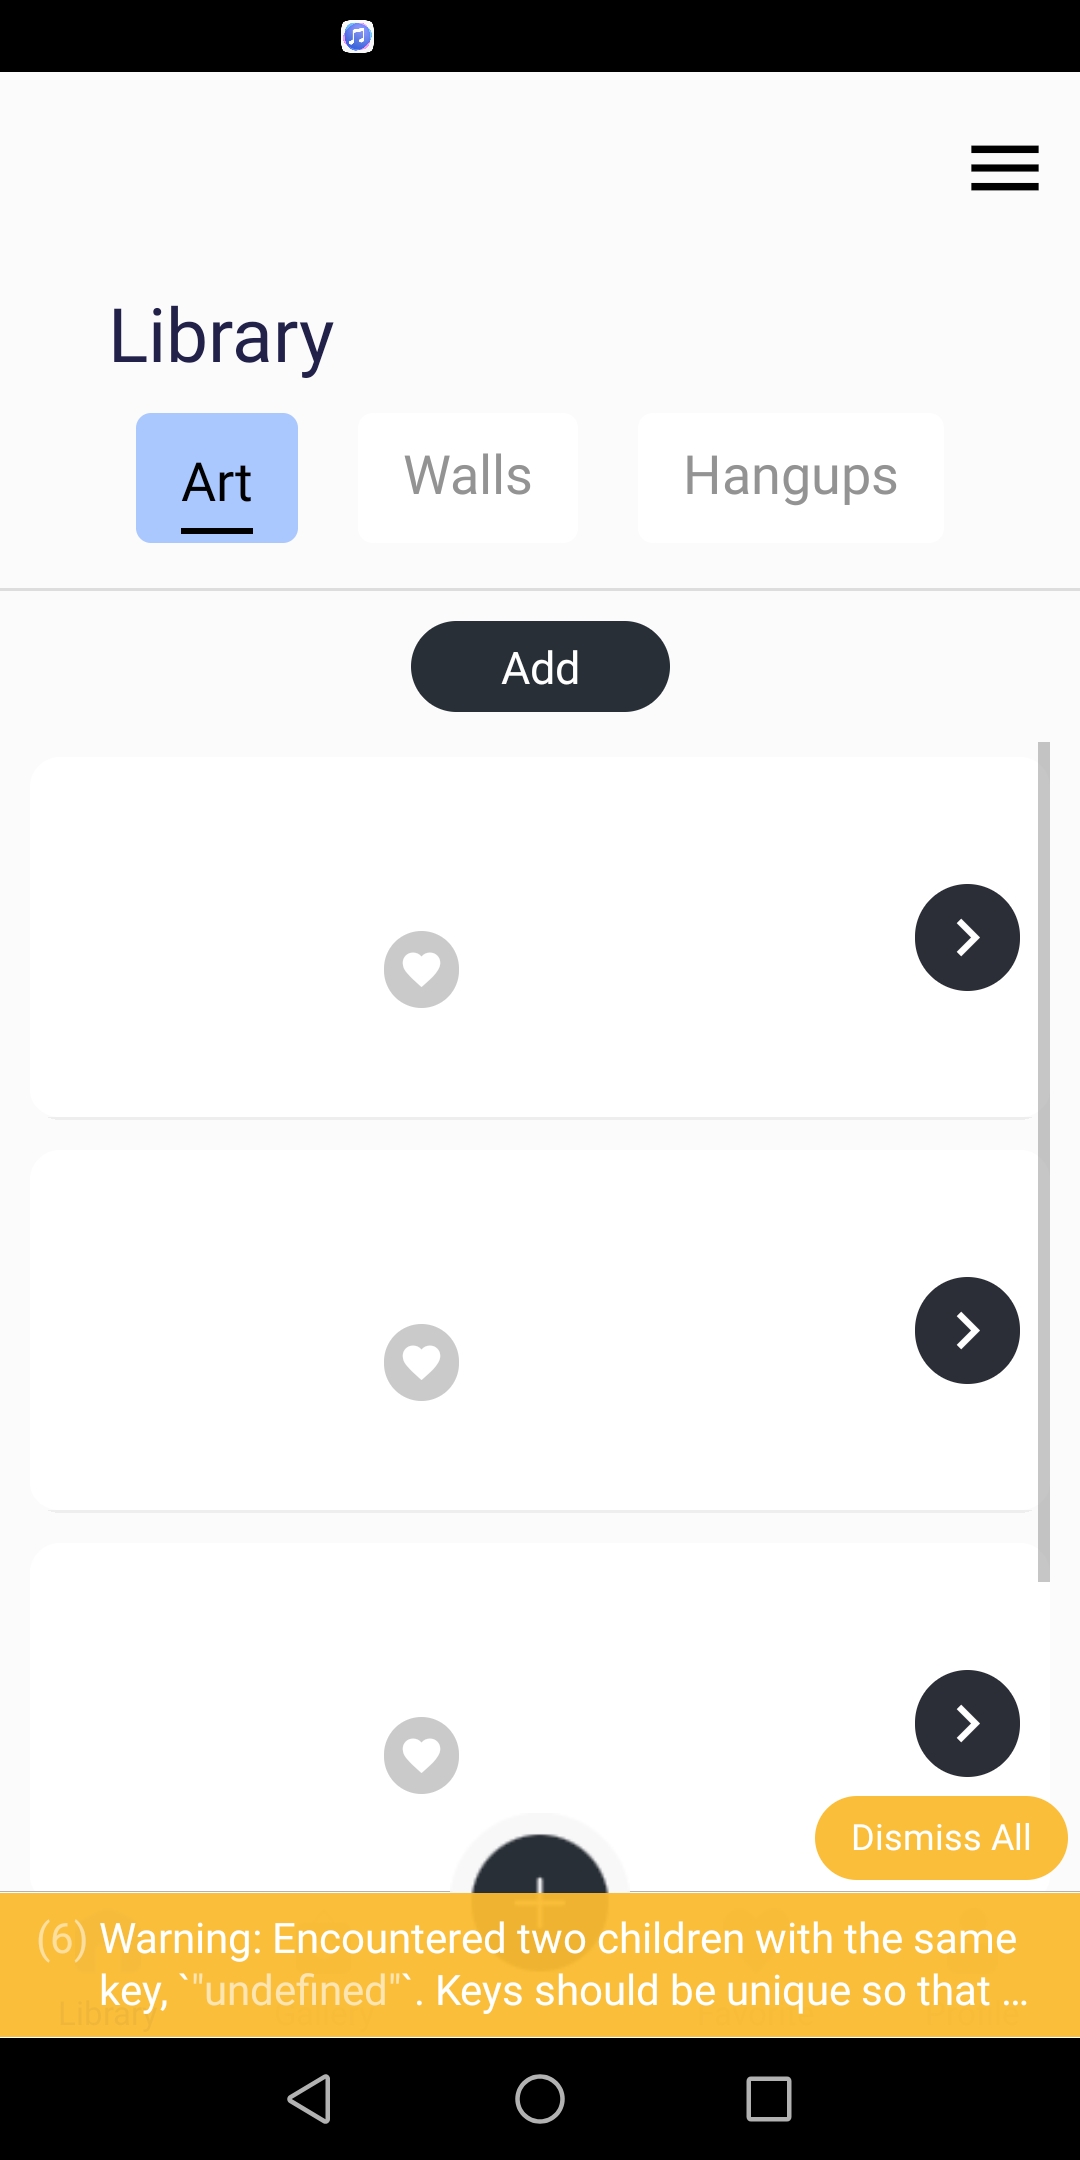 Library
Art
Walls
Hangups
Add
Dismiss All
(6) Warning: Encountered two children with the same
key, `"undefined"`. Keys should be unique so that ...
Library